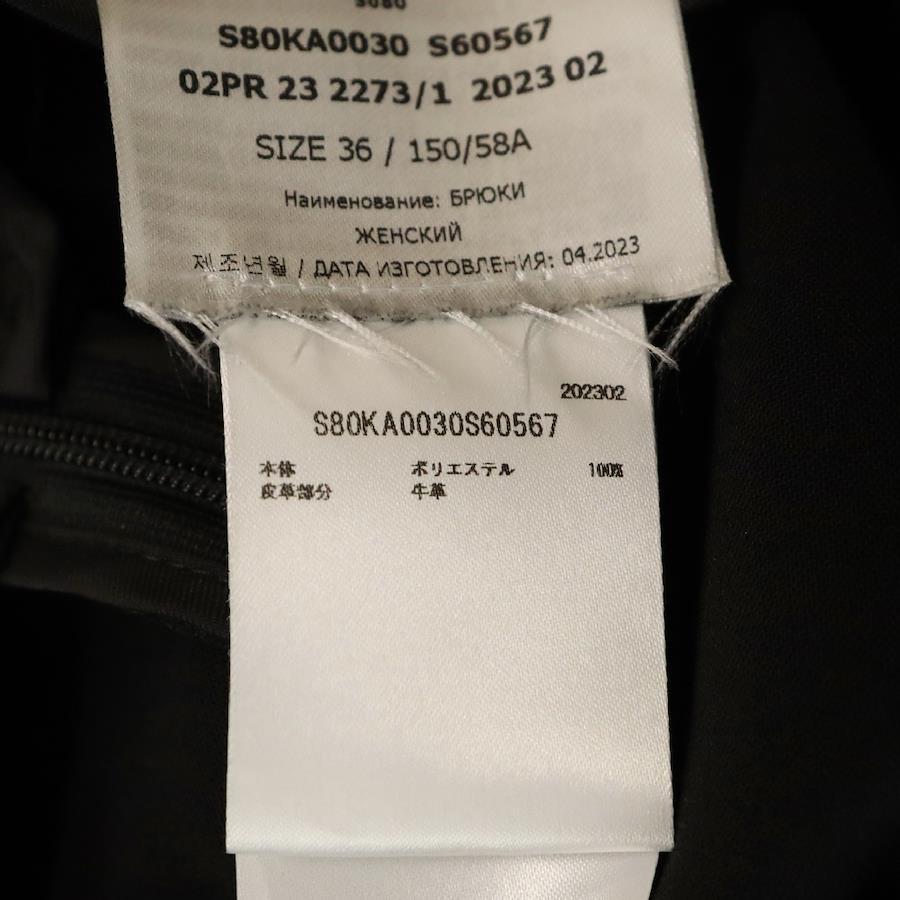 S80KA0030 S60567
02PR 23 2273/1 2023 02
SIZE 36 / 150/58A
Наименование: БРЮКИ
ЖЕНСКИЙ
제조년월 / ДАТА ИЗГОТОВЛЕНИЯ: 04.2023
202302
S80KA0030S60567
本体 ポリエステル 100%
皮革部分 牛革